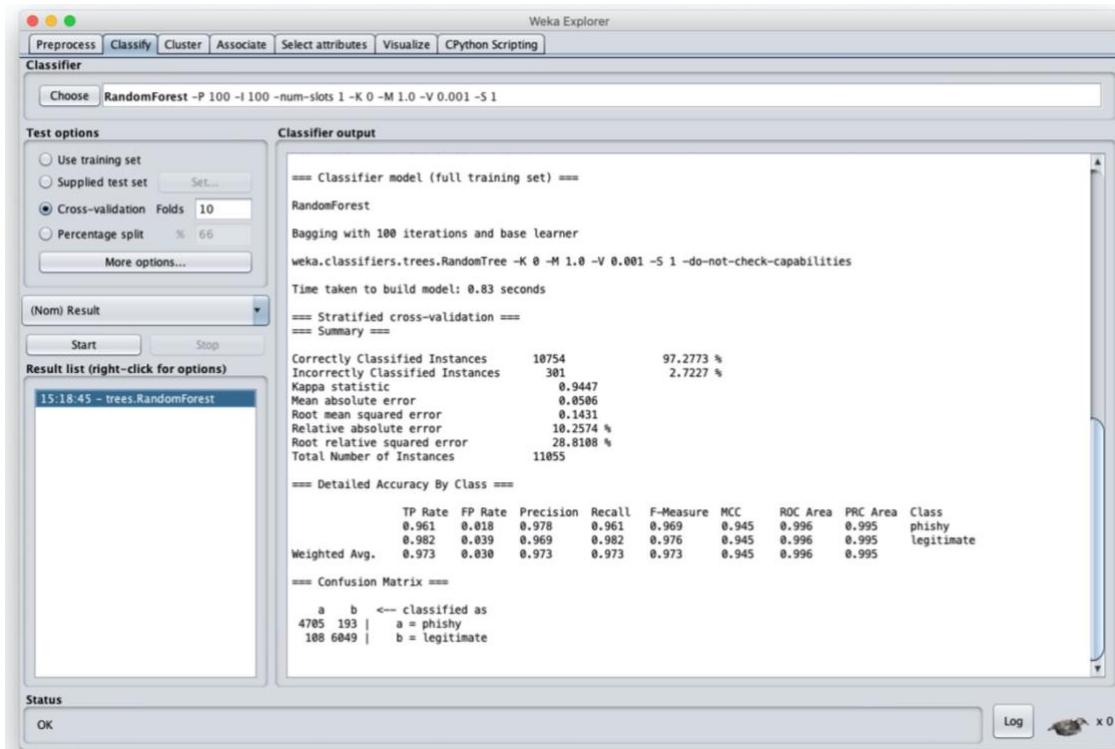 Weka Explorer
Preprocess Classify Cluster Associate Select attributes Visualize CPython Scripting
Classifier
Choose RandomForest -P 100 -I 100 -num-slots 1 -K 0 -M 1.0 -V 0.001 -S 1
Test options
Use training set
Supplied test set Set...
Cross-validation Folds 10
Percentage split % 66
More options...
(Nom) Result
Start Stop
Result list (right-click for options)
15:18:45 - trees.RandomForest
Classifier output
=== Classifier model (full training set) ===
RandomForest
Bagging with 100 iterations and base learner
weka.classifiers.trees.RandomTree -K 0 -M 1.0 -V 0.001 -S 1 -do-not-check-capabilities
Time taken to build model: 0.83 seconds
=== Stratified cross-validation ===
=== Summary ===
Correctly Classified Instances 10754 97.2773 %
Incorrectly Classified Instances 301 2.7227 %
Kappa statistic 0.9447
Mean absolute error 0.0506
Root mean squared error 0.1431
Relative absolute error 10.2574 %
Root relative squared error 28.8108 %
Total Number of Instances 11055
=== Detailed Accuracy By Class ===
TP Rate FP Rate Precision Recall F-Measure MCC ROC Area PRC Area Class
0.961 0.018 0.978 0.961 0.969 0.945 0.996 0.995 phishy
0.982 0.039 0.969 0.982 0.976 0.945 0.996 0.995 legitimate
Weighted Avg. 0.973 0.030 0.973 0.973 0.973 0.945 0.996 0.995
=== Confusion Matrix ===
a b <-- classified as
4705 193 | a = phishy
108 6049 | b = legitimate
Status
OK
Log x 0